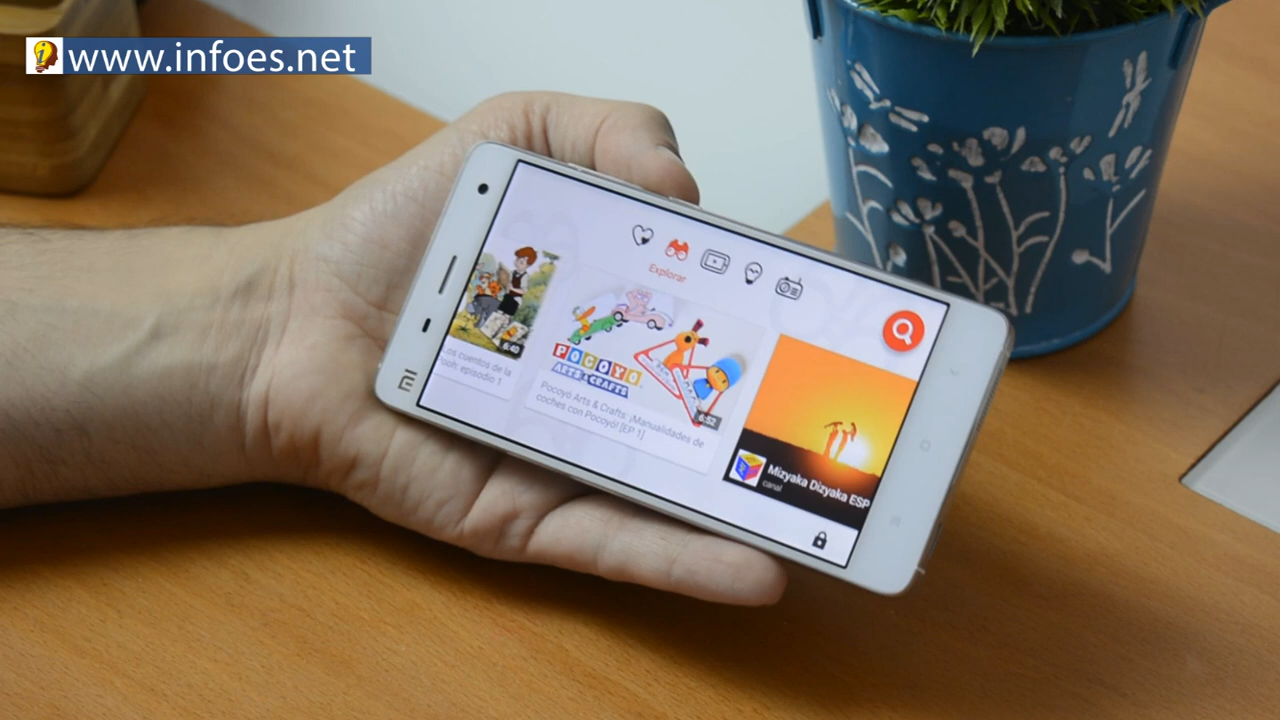 www.infoes.net
Explorar
6:40
Los cuentos de la
ooh: episodio 1
POCOYO
ARTS & CRAFTS
6:52
Pocoyó Arts & Crafts: ¡Manualidades de
coches con Pocoyó! [EP 1]
Mizyaka Dizyaka ESP
canal